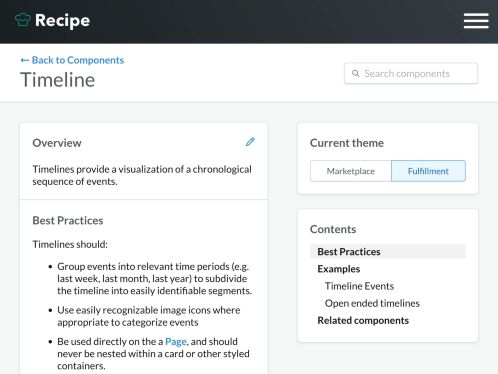 Recipe
← Back to Components
Timeline
Search components
Overview
Timelines provide a visualization of a chronological
sequence of events.
Best Practices
Timelines should:
• Group events into relevant time periods (e.g.
last week, last month, last year) to subdivide
the timeline into easily identifiable segments.
• Use easily recognizable image icons where
appropriate to categorize events
• Be used directly on the a Page, and should
never be nested within a card or other styled
containers.
Current theme
Marketplace
Fulfillment
Contents
Best Practices
Examples
Timeline Events
Open ended timelines
Related components